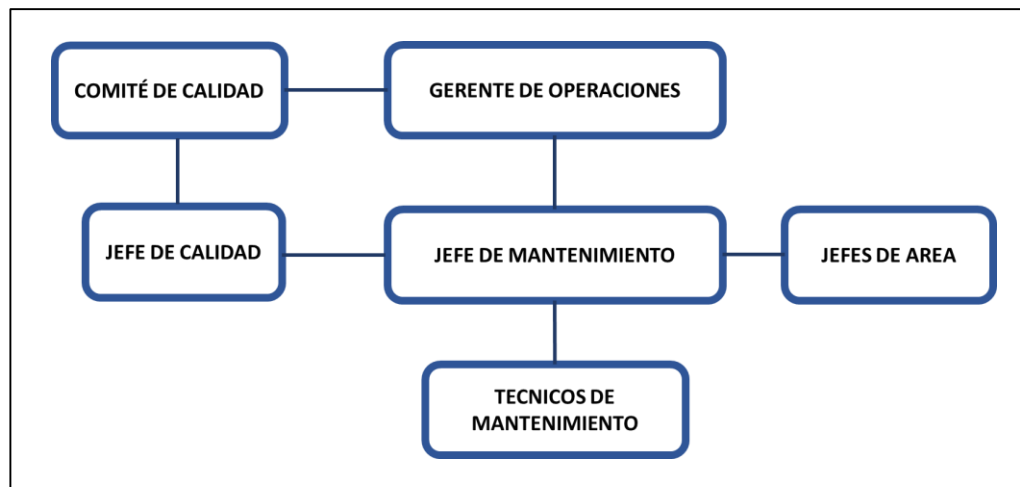 COMITÉ DE CALIDAD
GERENTE DE OPERACIONES
JEFE DE CALIDAD
JEFE DE MANTENIMIENTO
JEFES DE AREA
TECNICOS DE
MANTENIMIENTO